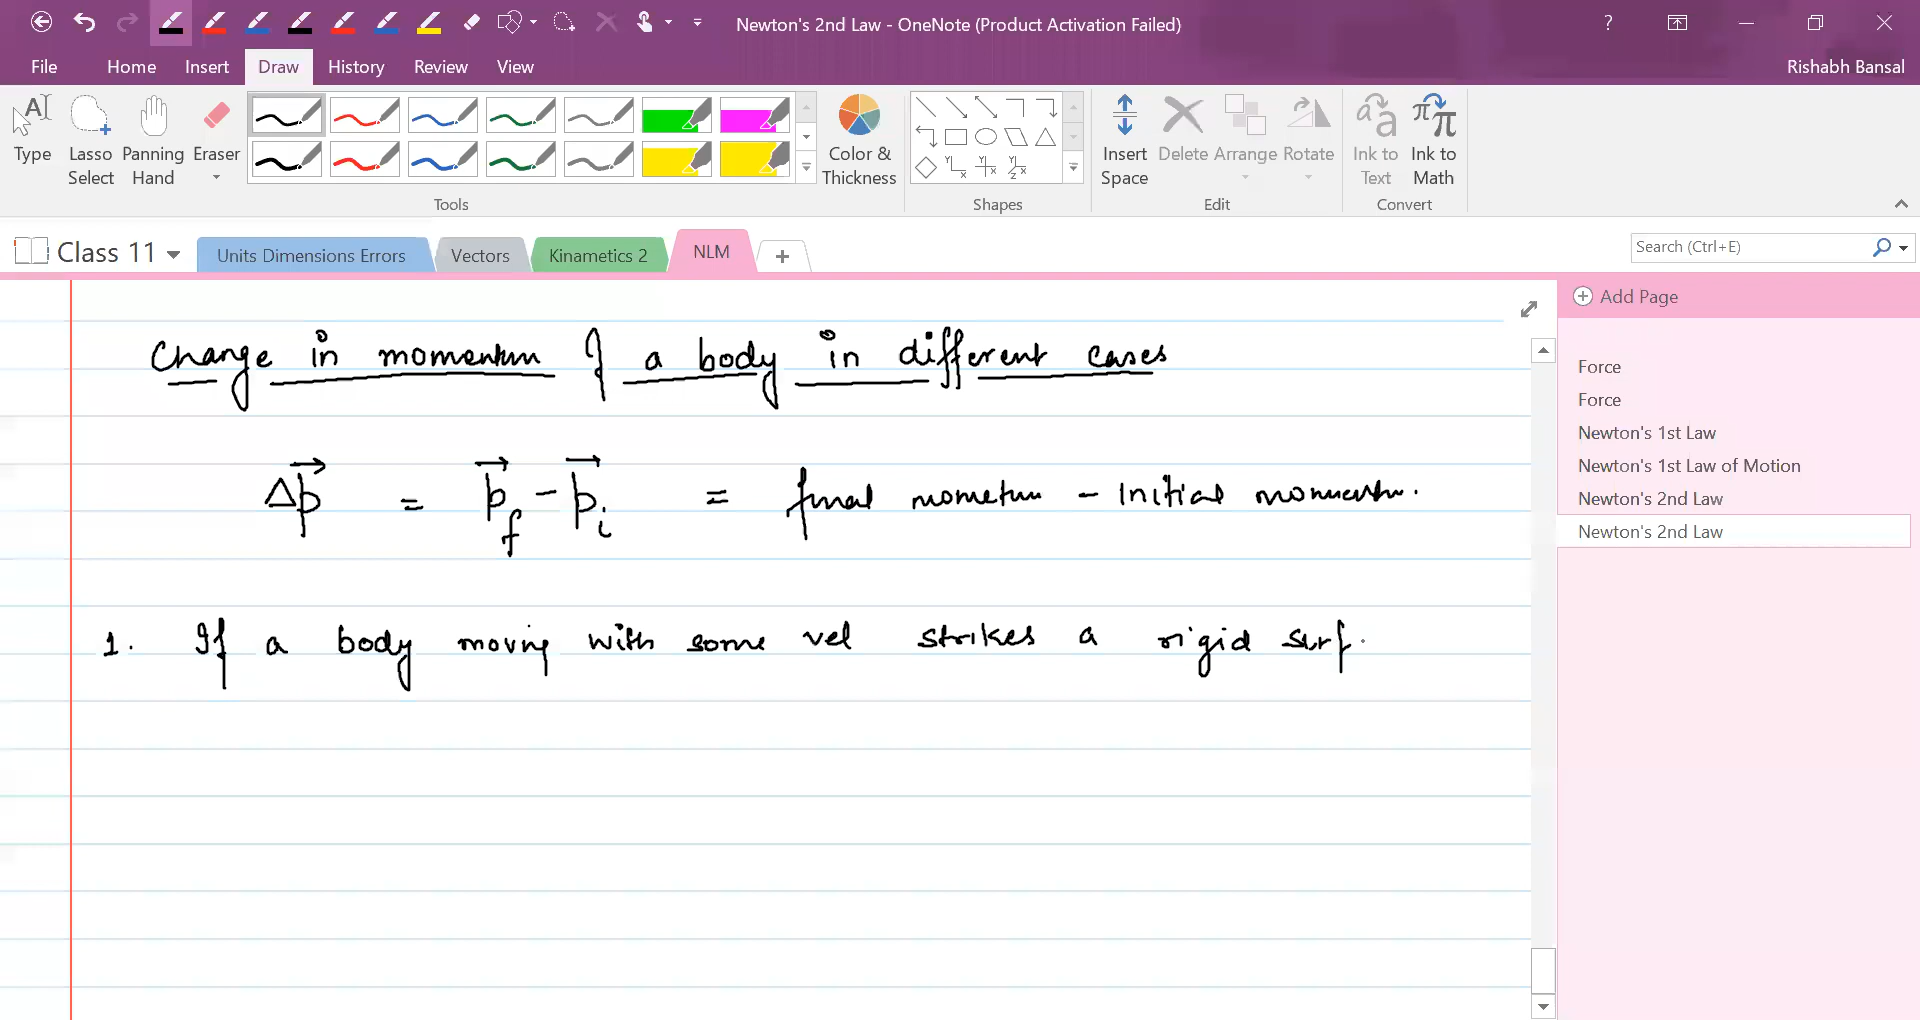 Newton's 2nd Law - OneNote (Product Activation Failed)
?
File Home Insert Draw History Review View
Rishabh Bansal
Type
Lasso Select
Panning Hand
Eraser
Color & Thickness
Insert Space
Delete
Arrange
Rotate
Ink to Text
Ink to Math
Tools
Shapes
Edit
Convert
Class 11
Units Dimensions Errors
Vectors
Kinametics 2
NLM
Search (Ctrl+E)
Add Page
Force
Force
Newton's 1st Law
Newton's 1st Law of Motion
Newton's 2nd Law
Newton's 2nd Law
Change in momentum of a body in different cases
Δp⃗ = p⃗f - p⃗i = final mometum - initial momentum.
1. If a body moving with some vel strikes a rigid surf.